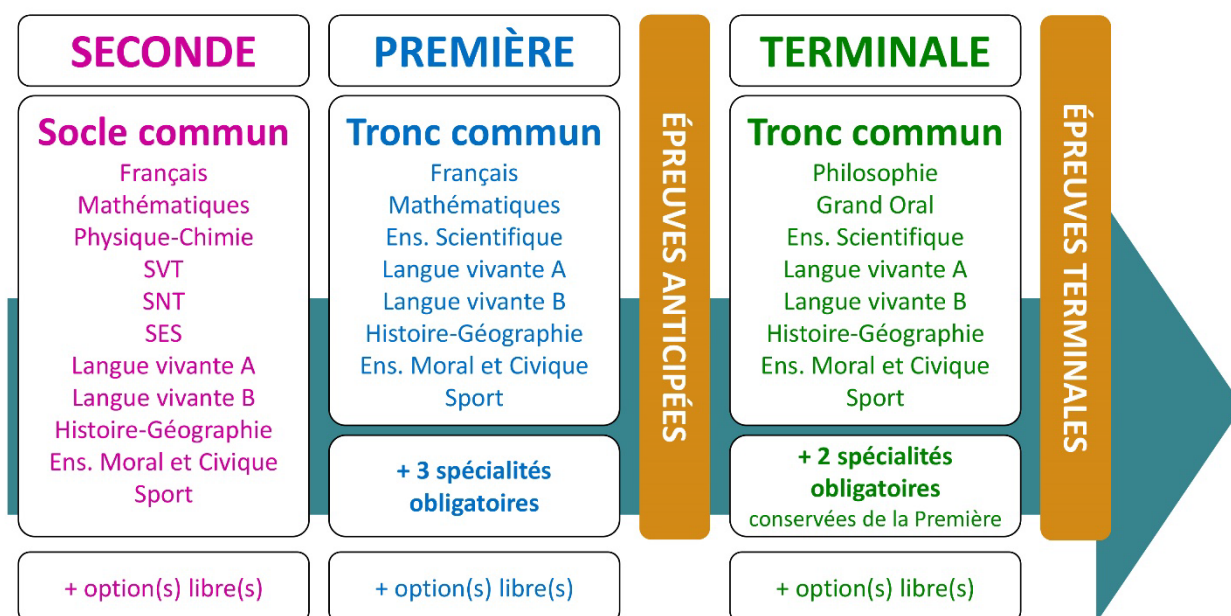 SECONDE
Socle commun
Français
Mathématiques
Physique-Chimie
SVT
SNT
SES
Langue vivante A
Langue vivante B
Histoire-Géographie
Ens. Moral et Civique
Sport
+ option(s) libre(s)
PREMIÈRE
Tronc commun
Français
Mathématiques
Ens. Scientifique
Langue vivante A
Langue vivante B
Histoire-Géographie
Ens. Moral et Civique
Sport
+ 3 spécialités
obligatoires
+ option(s) libre(s)
ÉPREUVES ANTICIPÉES
TERMINALE
Tronc commun
Philosophie
Grand Oral
Ens. Scientifique
Langue vivante A
Langue vivante B
Histoire-Géographie
Ens. Moral et Civique
Sport
+ 2 spécialités
obligatoires
conservées de la Première
+ option(s) libre(s)
ÉPREUVES TERMINALES